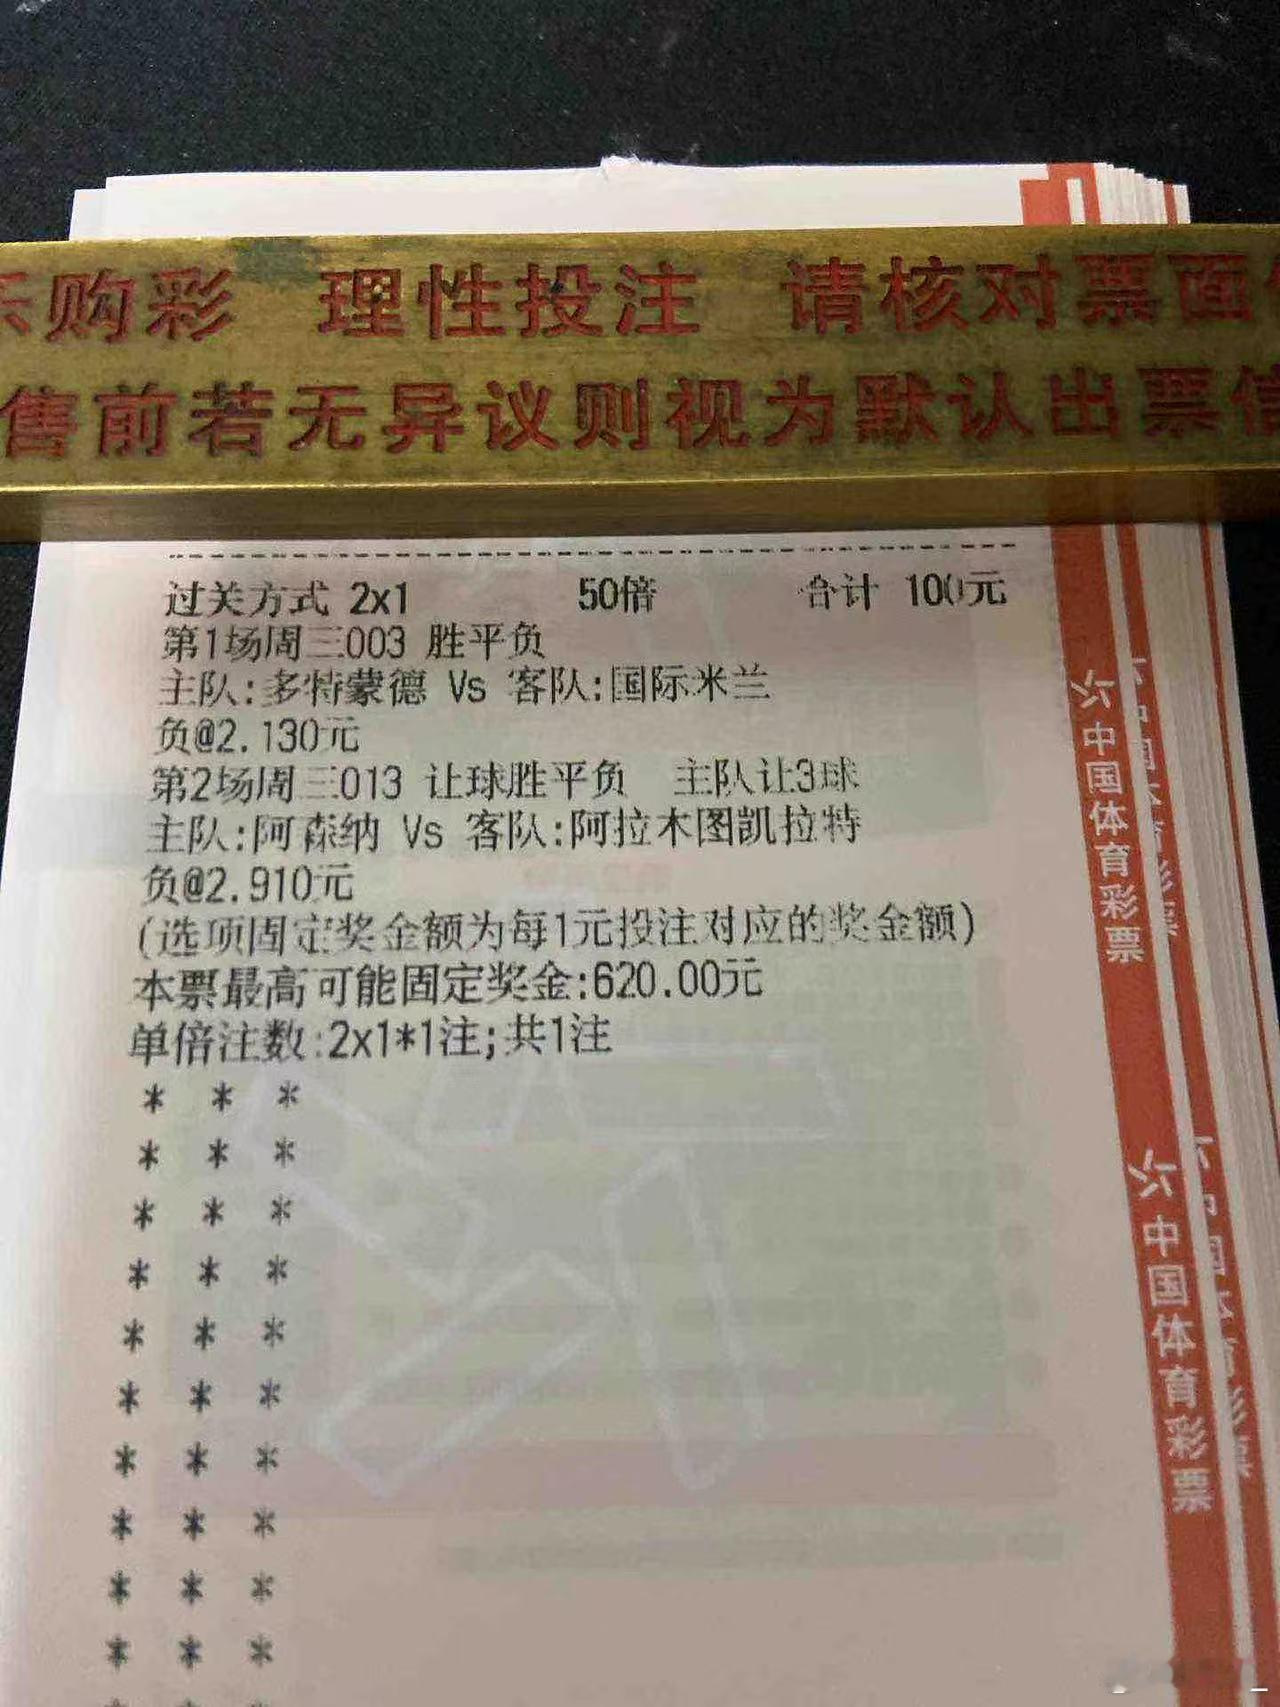 购彩 理性投注 请核对票面
售前若无异议则视为默认出票信
过关方式 2x1 50倍 合计 100元
第1场周三003 胜平负
主队:多特蒙德 Vs 客队:国际米兰
负@2.130元
第2场周三013 让球胜平负 主队让3球
主队:阿森纳 Vs 客队:阿拉木图凯拉特
负@2.910元
(选项固定奖金额为每1元投注对应的奖金额)
本票最高可能固定奖金:620.00元
单倍注数:2x1*1注;共1注
* * *
* * *
* * *
* * *
* * *
* * *
* * *
* * *
* * *
* * *
中国体育彩票
中国体育彩票